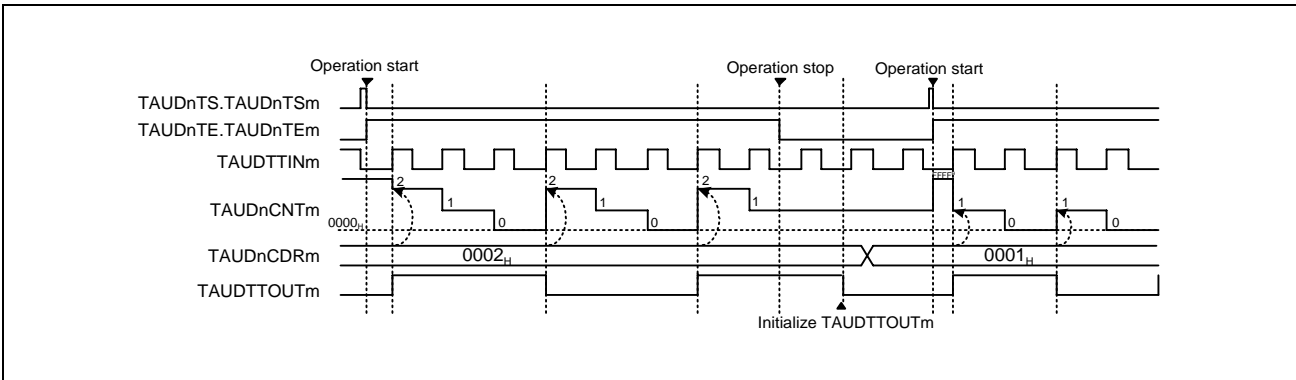 Operation start Operation stop Operation start
TAUDnTS.TAUDnTSm
TAUDnTE.TAUDnTEm
TAUDTTINm
FFFF
2 2 2
TAUDnCNTm 1 1 1 1 1
0000H 0 0 0 0
TAUDnCDRm 0002H 0001H
TAUDTTOUTm
Initialize TAUDTTOUTm